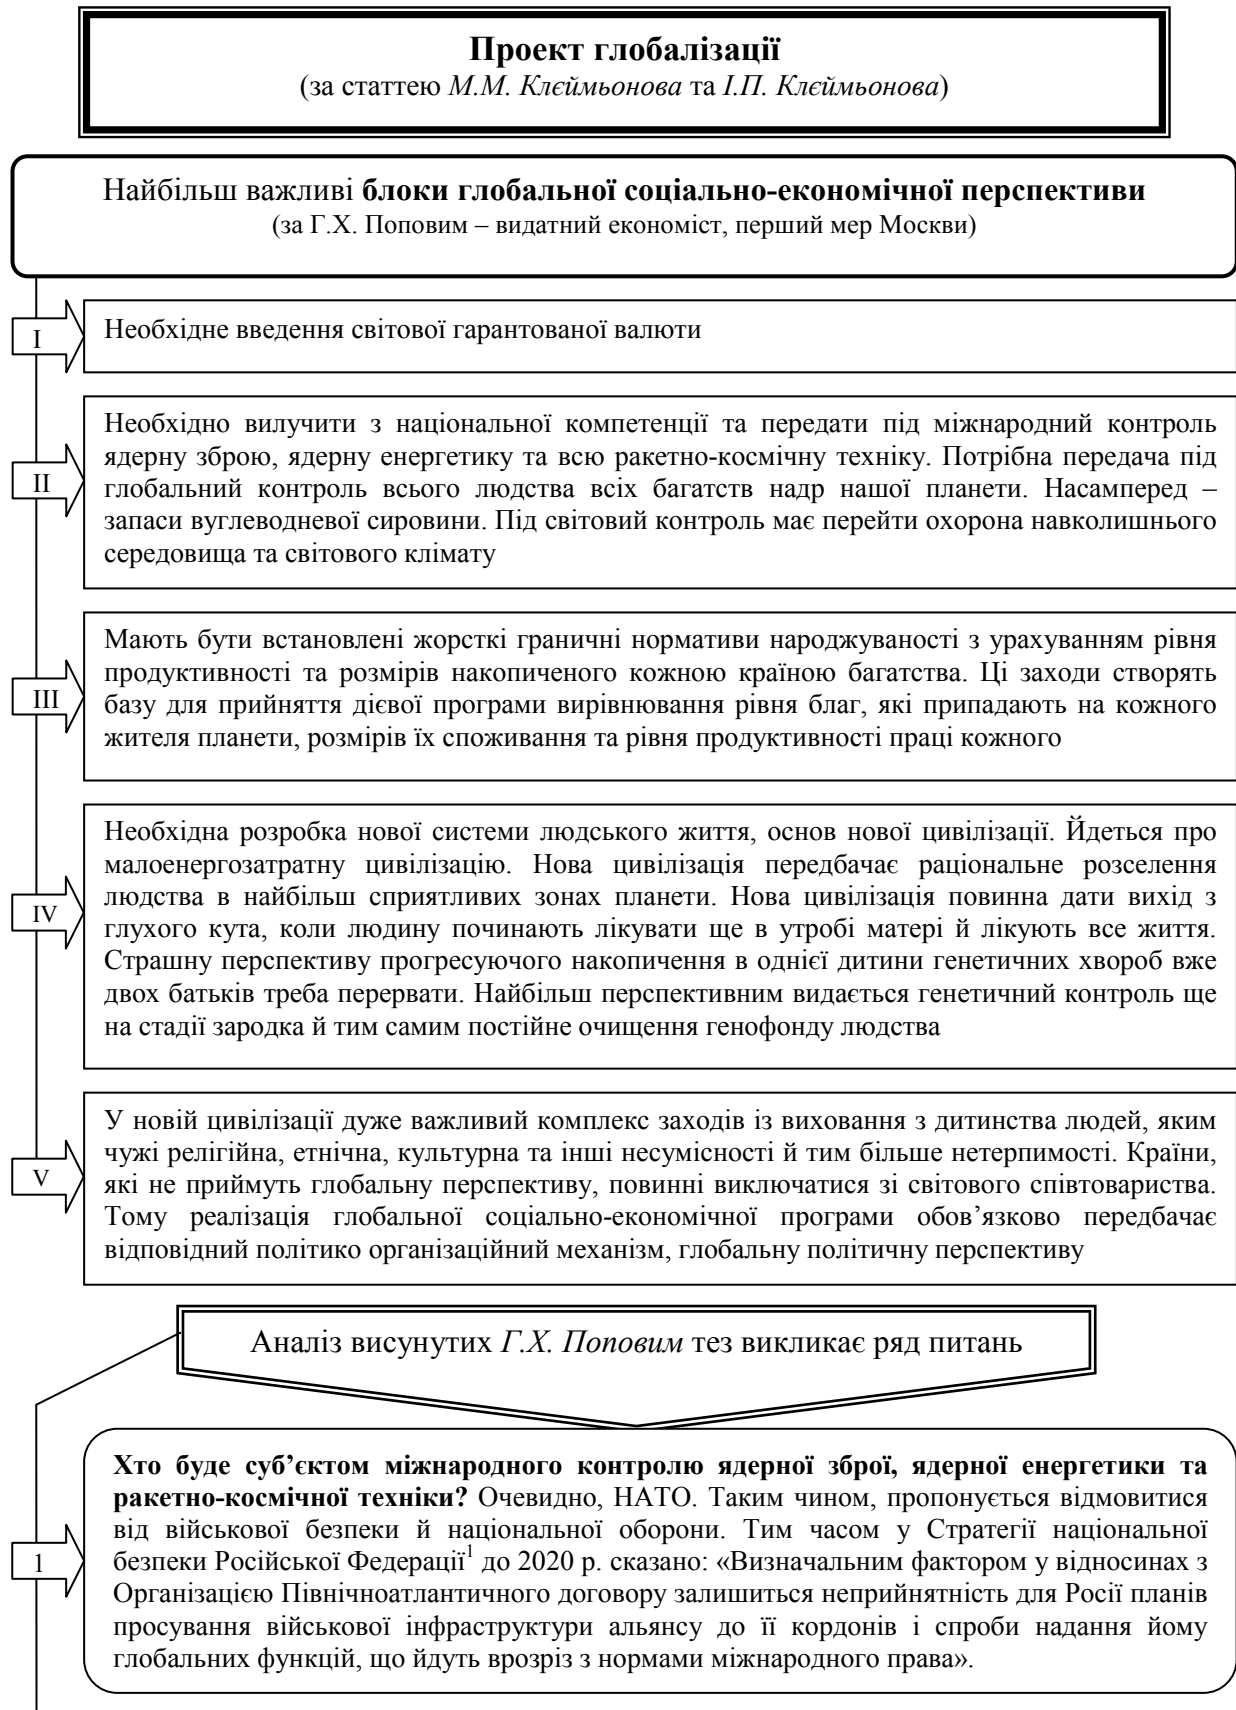 Проект глобалізації
(за статтею М.М. Клєймьонова та І.П. Клєймьонова)
Найбільш важливі блоки глобальної соціально-економічної перспективи
(за Г.Х. Поповим – видатний економіст, перший мер Москви)
I
Необхідне введення світової гарантованої валюти
II
Необхідно вилучити з національної компетенції та передати під міжнародний контроль
ядерну зброю, ядерну енергетику та всю ракетно-космічну техніку. Потрібна передача під
глобальний контроль всього людства всіх багатств надр нашої планети. Насамперед –
запаси вуглеводневої сировини. Під світовий контроль має перейти охорона навколишнього
середовища та світового клімату
III
Мають бути встановлені жорсткі граничні нормативи народжуваності з урахуванням рівня
продуктивності та розмірів накопиченого кожною країною багатства. Ці заходи створять
базу для прийняття дієвої програми вирівнювання рівня благ, які припадають на кожного
жителя планети, розмірів їх споживання та рівня продуктивності праці кожного
IV
Необхідна розробка нової системи людського життя, основ нової цивілізації. Йдеться про
малоенергозатратну цивілізацію. Нова цивілізація передбачає раціональне розселення
людства в найбільш сприятливих зонах планети. Нова цивілізація повинна дати вихід з
глухого кута, коли людину починають лікувати ще в утробі матері й лікують все життя.
Страшну перспективу прогресуючого накопичення в однієї дитини генетичних хвороб вже
двох батьків треба перервати. Найбільш перспективним видається генетичний контроль ще
на стадії зародка й тим самим постійне очищення генофонду людства
V
У новій цивілізації дуже важливий комплекс заходів із виховання з дитинства людей, яким
чужі релігійна, етнічна, культурна та інші несумісності й тим більше нетерпимості. Країни,
які не приймуть глобальну перспективу, повинні виключатися зі світового співтовариства.
Тому реалізація глобальної соціально-економічної програми обов’язково передбачає
відповідний політико організаційний механізм, глобальну політичну перспективу
Аналіз висунутих Г.Х. Поповим тез викликає ряд питань
1
Хто буде суб’єктом міжнародного контролю ядерної зброї, ядерної енергетики та
ракетно-космічної техніки? Очевидно, НАТО. Таким чином, пропонується відмовитися
від військової безпеки й національної оборони. Тим часом у Стратегії національної
безпеки Російської Федерації1 до 2020 р. сказано: «Визначальним фактором у відносинах з
Організацією Північноатлантичного договору залишиться неприйнятність для Росії планів
просування військової інфраструктури альянсу до її кордонів і спроби надання йому
глобальних функцій, що йдуть врозріз з нормами міжнародного права».